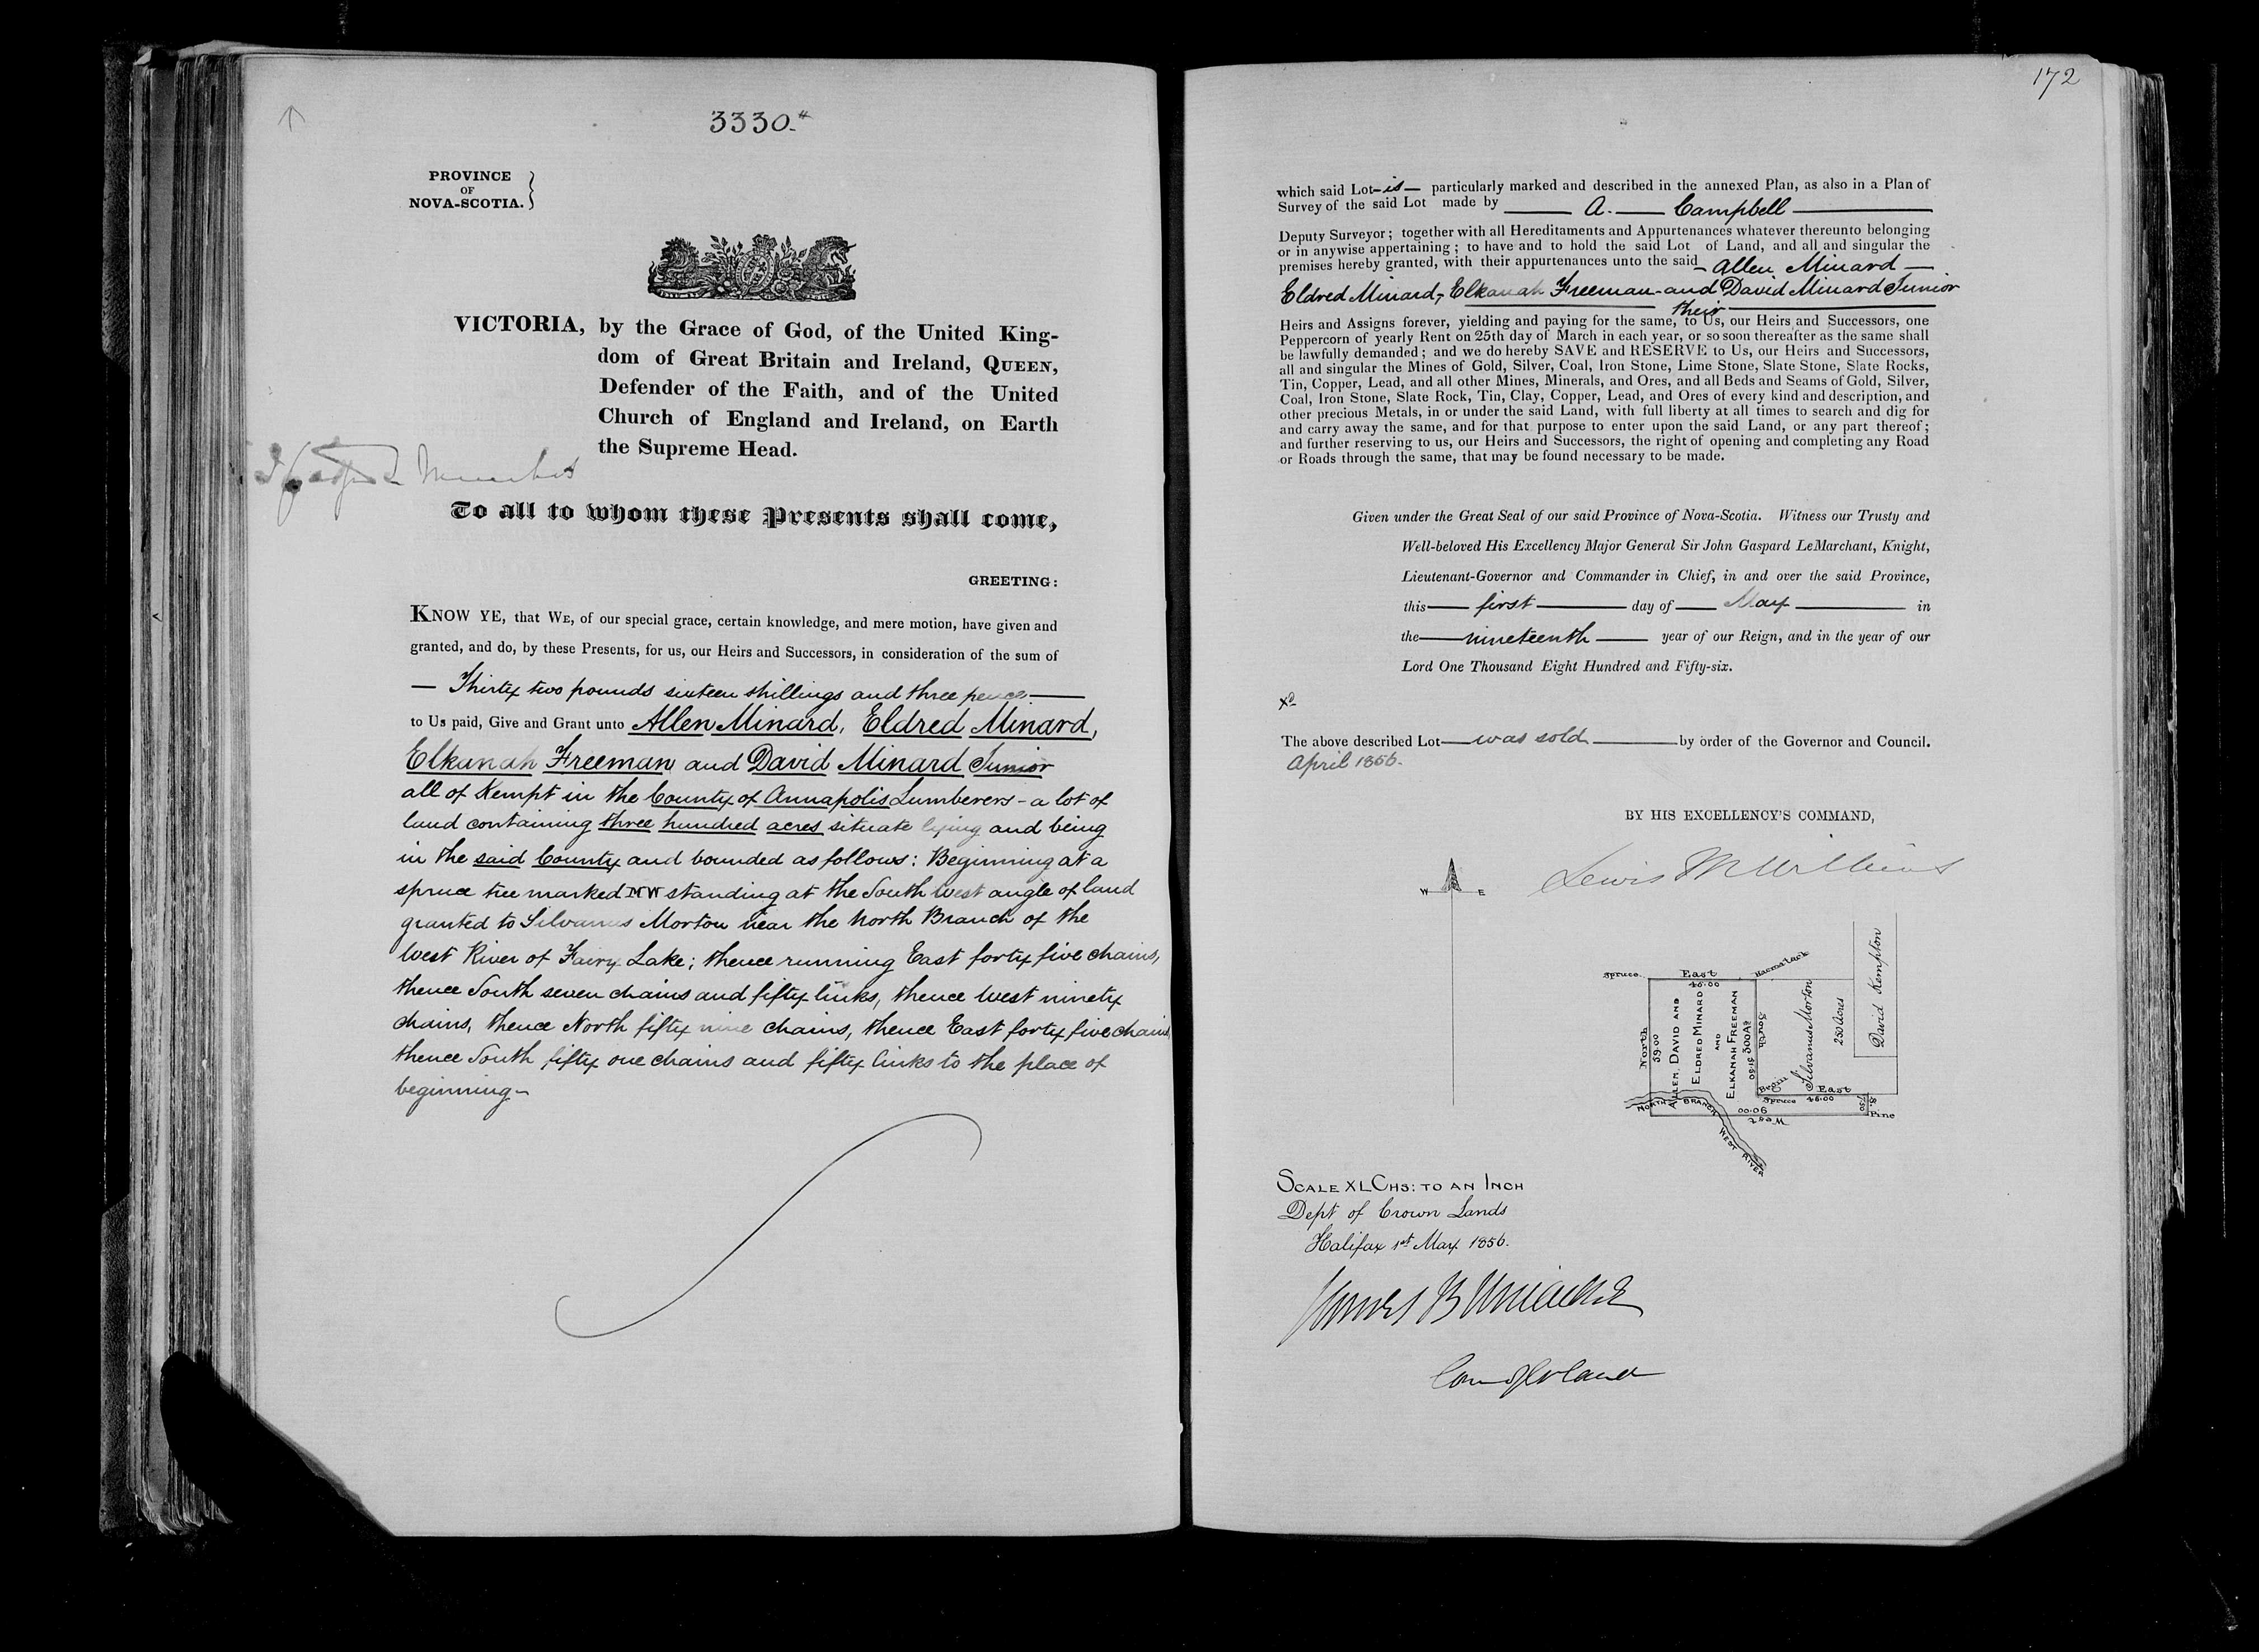 3330.
PROVINCE
OF
NOVA-SCOTIA.
VICTORIA, by the Grace of God, of the United King-
dom of Great Britain and Ireland, QUEEN,
Defender of the Faith, and of the United
Church of England and Ireland, on Earth
the Supreme Head.
To all to whom these Presents shall come,
GREETING:
KNOW YE, that WE, of our special grace, certain knowledge, and mere motion, have given and
granted, and do, by these Presents, for us, our Heirs and Successors, in consideration of the sum of
— Thirty two pounds sixteen shillings and three pence —
to Us paid, Give and Grant unto Allen Minard, Eldred Minard,
Elkanah Freeman and David Minard Junior
all of Kempt in the County of Annapolis Lumberers - a lot of
land containing three hundred acres situate lying and being
in the said County and bounded as follows: Beginning at a
spruce tree marked MW standing at the South West angle of land
granted to Silvanus Morton near the North Branch of the
West River of Fairy Lake; thence running East forty five chains,
thence South seven chains and fifty links, thence West ninety
chains, thence North fifty nine chains, thence East forty five chains
thence South fifty one chains and fifty links to the place of
beginning -
172
which said Lot - is - particularly marked and described in the annexed Plan, as also in a Plan of
Survey of the said Lot made by — A. — Campbell —
Deputy Surveyor; together with all Hereditaments and Appurtenances whatever thereunto belonging
or in anywise appertaining; to have and to hold the said Lot of Land, and all and singular the
premises hereby granted, with their appurtenances unto the said - Allen Minard —
Eldred Minard, Elkanah Freeman - and David Minard Junior
their
Heirs and Assigns forever, yielding and paying for the same, to Us, our Heirs and Successors, one
Peppercorn of yearly Rent on 25th day of March in each year, or so soon thereafter as the same shall
be lawfully demanded; and we do hereby SAVE and RESERVE to Us, our Heirs and Successors,
all and singular the Mines of Gold, Silver, Coal, Iron Stone, Lime Stone, Slate Stone, Slate Rocks,
Tin, Copper, Lead, and all other Mines, Minerals, and Ores, and all Beds and Seams of Gold, Silver,
Coal, Iron Stone, Slate Rock, Tin, Clay, Copper, Lead, and Ores of every kind and description, and
other precious Metals, in or under the said Land, with full liberty at all times to search and dig for
and carry away the same, and for that purpose to enter upon the said Land, or any part thereof;
and further reserving to us, our Heirs and Successors, the right of opening and completing any Road
or Roads through the same, that may be found necessary to be made.
Given under the Great Seal of our said Province of Nova-Scotia. Witness our Trusty and
Well-beloved His Excellency Major General Sir John Gaspard LeMarchant, Knight,
Lieutenant-Governor and Commander in Chief, in and over the said Province,
this — first — day of — May — in
the — nineteenth — year of our Reign, and in the year of our
Lord One Thousand Eight Hundred and Fifty-six.
xd
The above described Lot — was sold — by order of the Governor and Council.
April 1856.
BY HIS EXCELLENCY'S COMMAND,
Lewis M Wilkins
W E
Spruce East Hacmatack
45.00
North
59.00
ALLEN, DAVID AND
ELDRED MINARD
AND
ELKANAH FREEMAN
300 As
51.50
South
Silvanus Morton
250 Acres
David Kempton
Begin
Spruce
East
45.00
S.
7.50
Pine
90.00
West
NORTH BRANCH
WEST RIVER
SCALE XL CHS: TO AN INCH
Dept of Crown Lands
Halifax 1st May 1856.
James B Uniacke